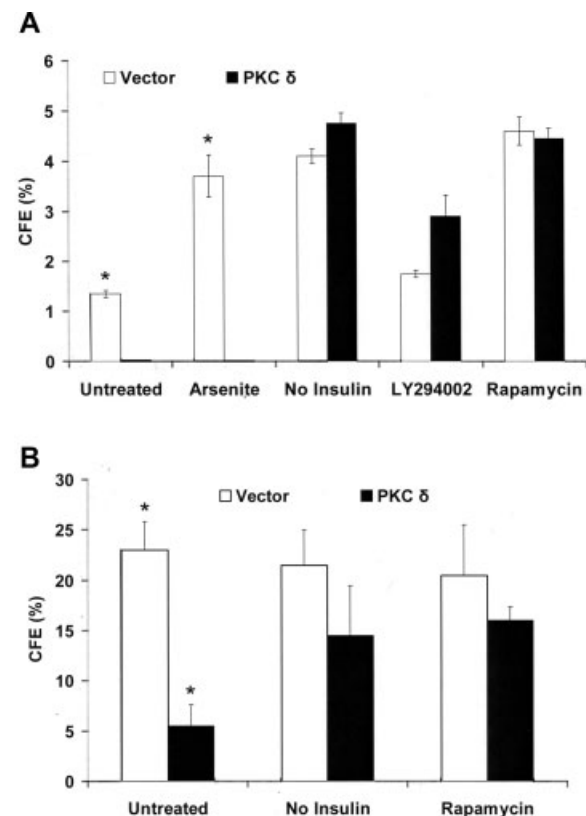 A
6
5
4
3
2
1
0
CFE (%)
Vector
PKC δ
*
*
Untreated
Arsenite
No Insulin
LY294002
Rapamycin
B
30
25
20
15
10
5
0
CFE (%)
Vector
PKC δ
*
*
Untreated
No Insulin
Rapamycin